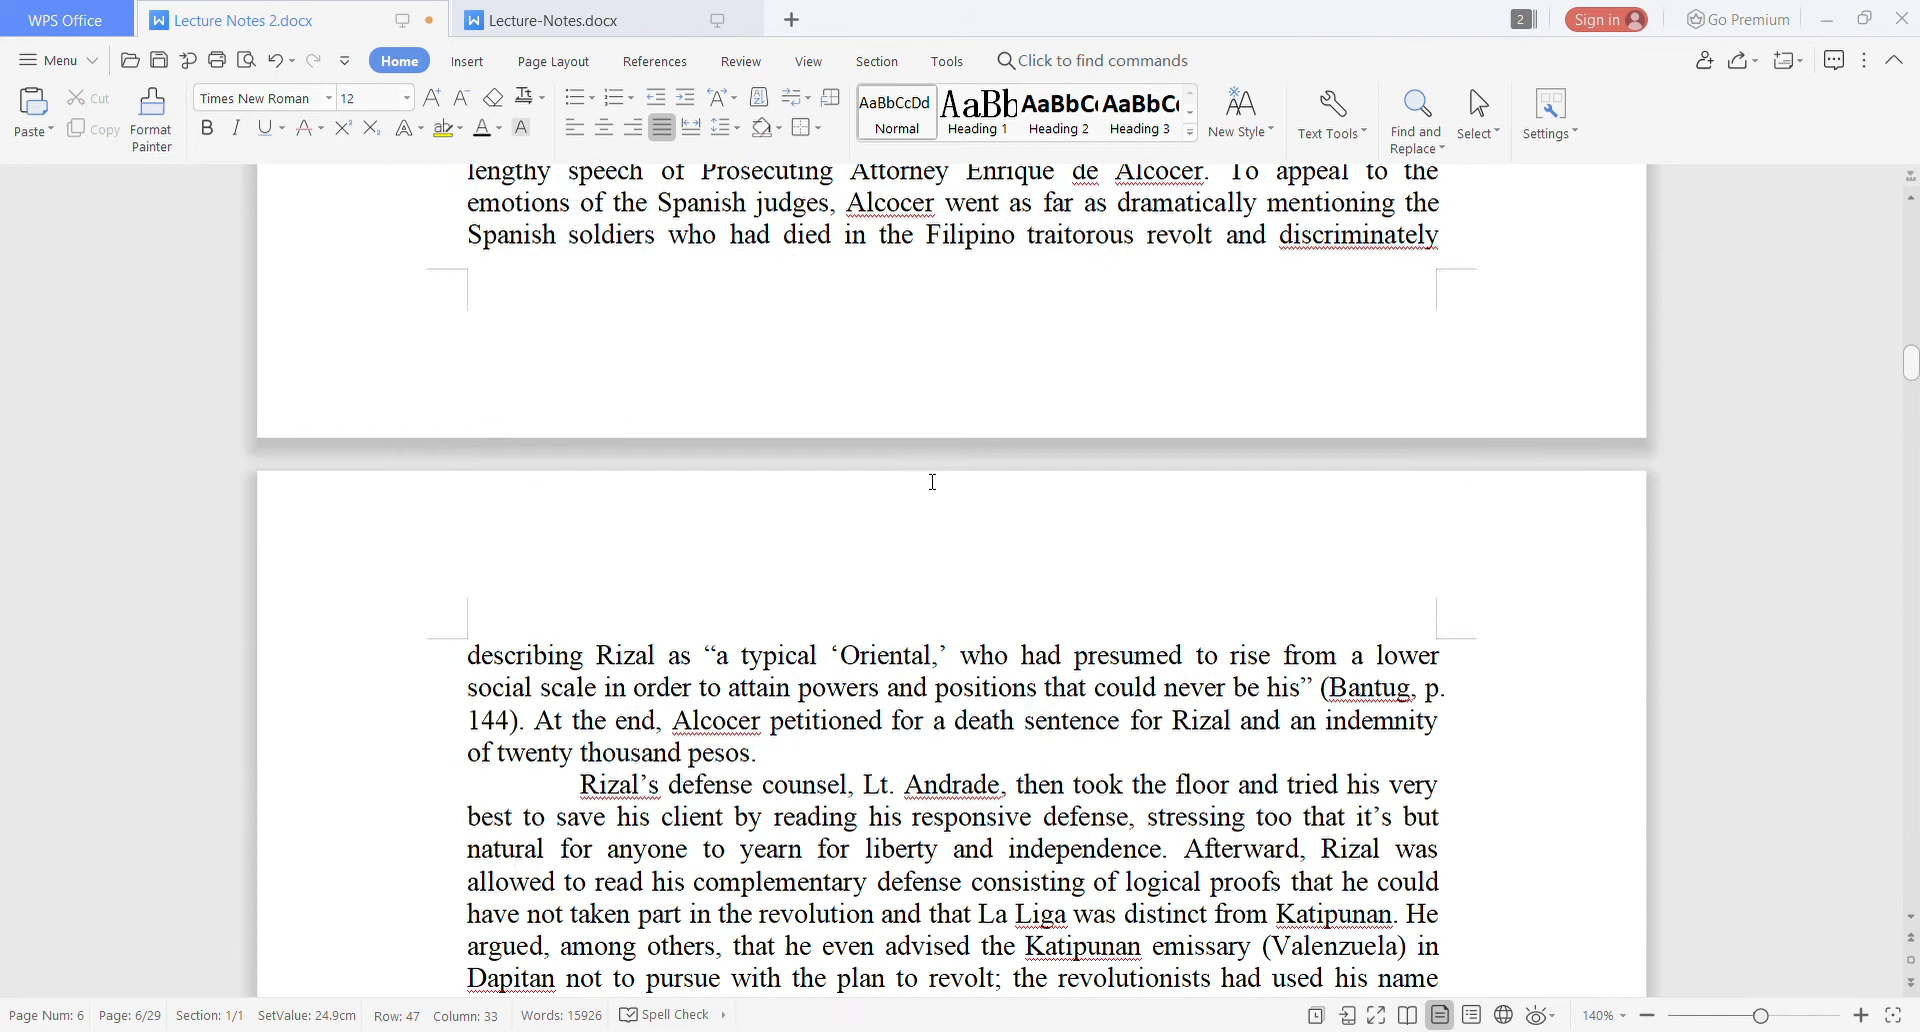 WPS Office
Lecture Notes 2.docx
Lecture-Notes.docx
2
Sign in
Go Premium
Menu
Home
Insert
Page Layout
References
Review
View
Section
Tools
Click to find commands
Paste
Cut
Copy
Format Painter
Times New Roman
12
AaBbCcDd
Normal
AaBb
Heading 1
AaBbC
Heading 2
AaBbC
Heading 3
New Style
Text Tools
Find and Replace
Select
Settings
lengthy speech of Prosecuting Attorney Enrique de Alcocer. To appeal to the
emotions of the Spanish judges, Alcocer went as far as dramatically mentioning the
Spanish soldiers who had died in the Filipino traitorous revolt and discriminately
describing Rizal as “a typical ‘Oriental,’ who had presumed to rise from a lower
social scale in order to attain powers and positions that could never be his” (Bantug, p.
144). At the end, Alcocer petitioned for a death sentence for Rizal and an indemnity
of twenty thousand pesos.
Rizal’s defense counsel, Lt. Andrade, then took the floor and tried his very
best to save his client by reading his responsive defense, stressing too that it’s but
natural for anyone to yearn for liberty and independence. Afterward, Rizal was
allowed to read his complementary defense consisting of logical proofs that he could
have not taken part in the revolution and that La Liga was distinct from Katipunan. He
argued, among others, that he even advised the Katipunan emissary (Valenzuela) in
Dapitan not to pursue with the plan to revolt; the revolutionists had used his name
Page Num: 6
Page: 6/29
Section: 1/1
SetValue: 24.9cm
Row: 47
Column: 33
Words: 15926
Spell Check
140%